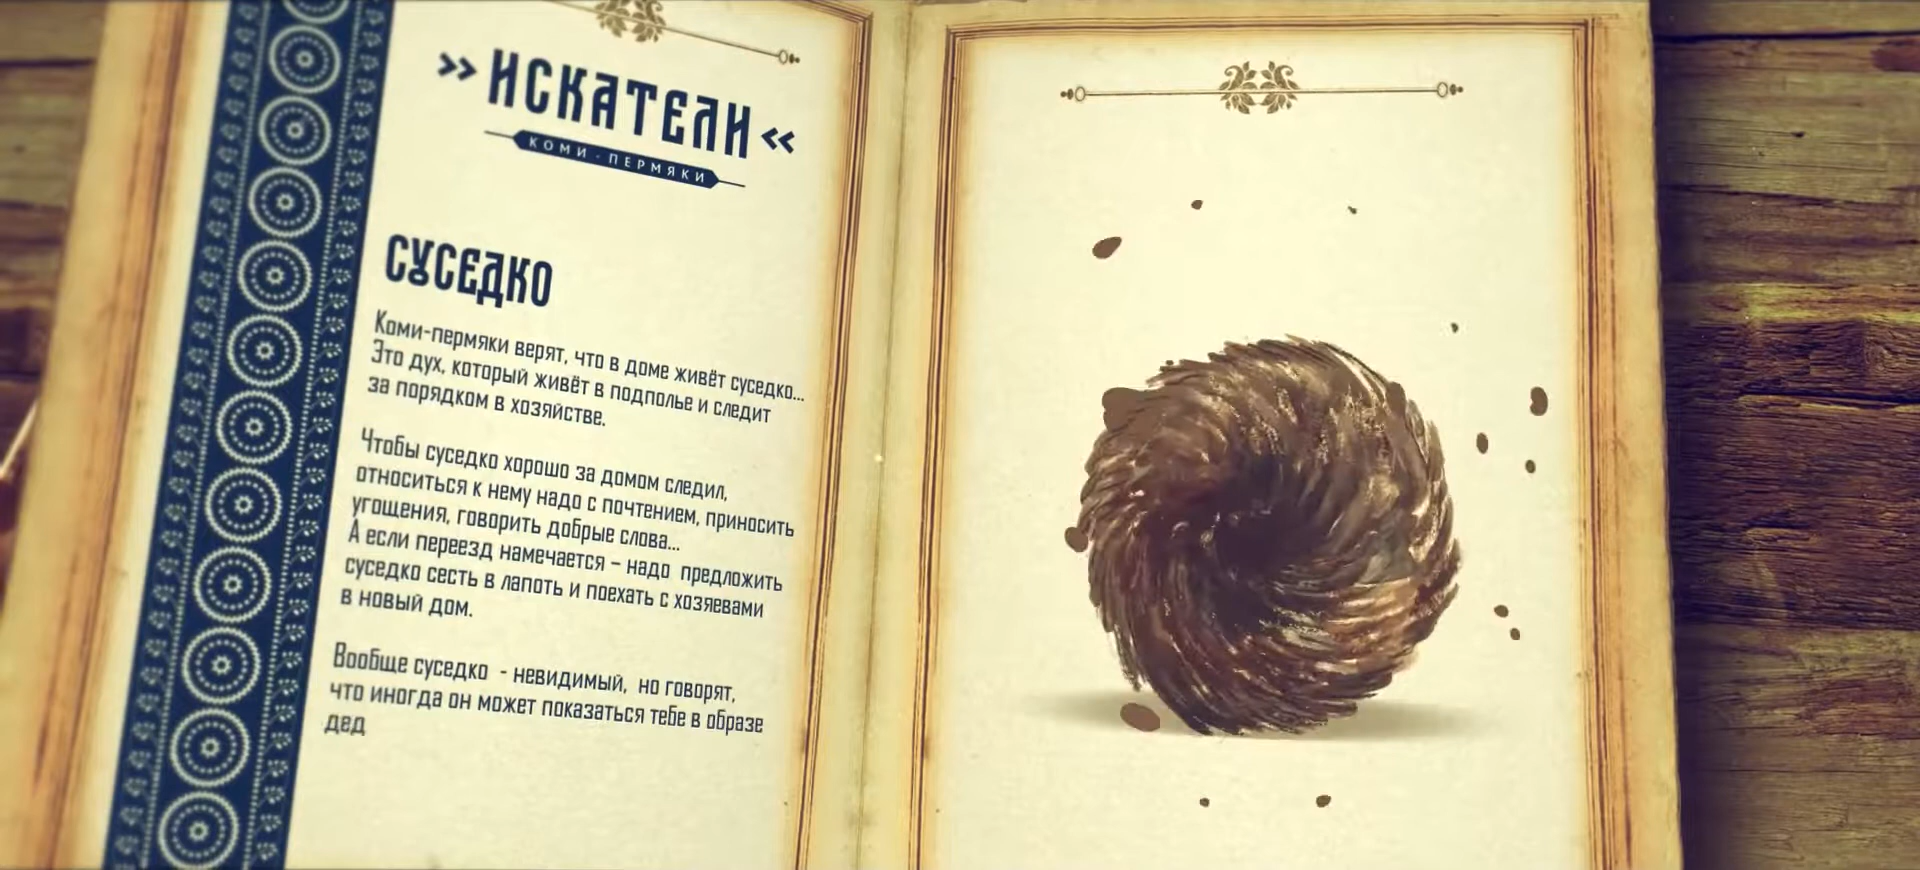 ИСКАТЕЛИ
КОМИ-ПЕРМЯКИ
СУСЕДКО
Коми-пермяки верят, что в доме живёт суседко...
Это дух, который живёт в подполье и следит
за порядком в хозяйстве.
Чтобы суседко хорошо за домом следил,
относиться к нему надо с почтением, приносить
угощения, говорить добрые слова...
А если переезд намечается – надо предложить
суседко сесть в лапоть и поехать с хозяевами
в новый дом.
Вообще суседко - невидимый, но говорят,
что иногда он может показаться тебе в образе
дед